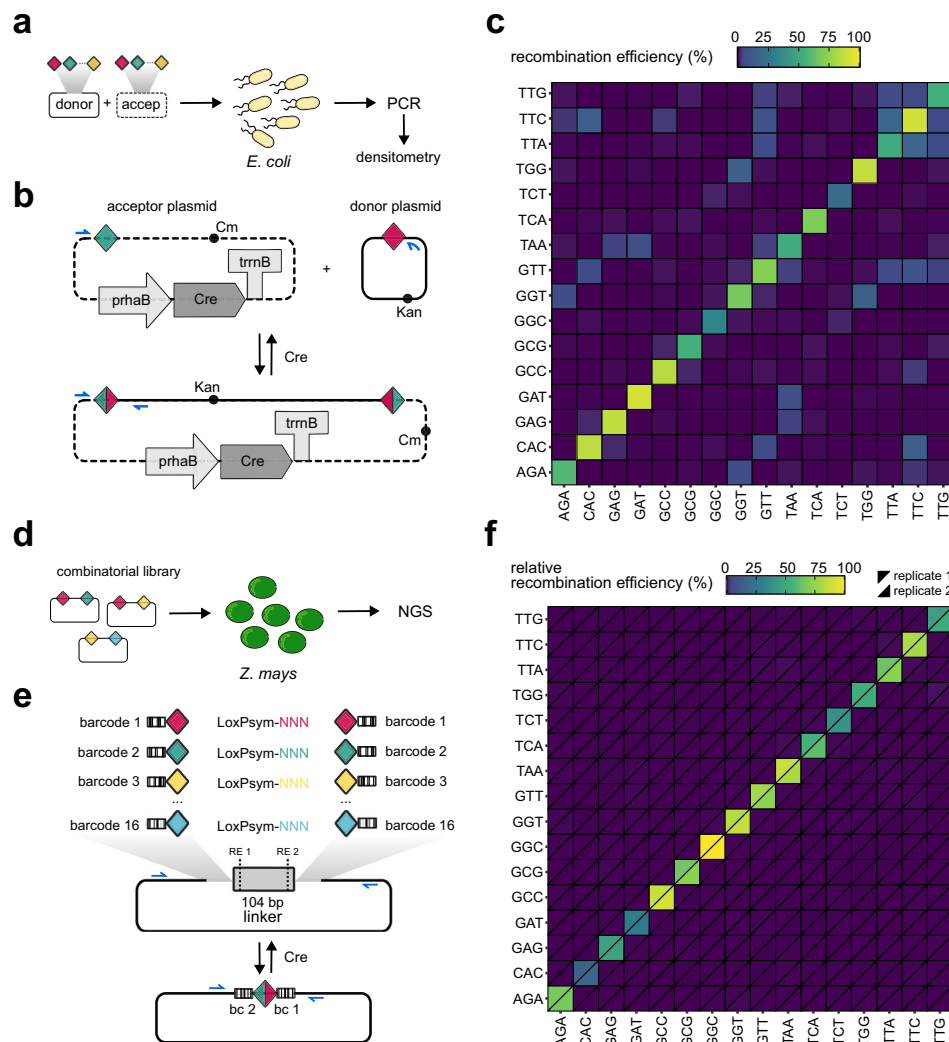 a
donor
+
accep
E. coli
PCR
densitometry
b
acceptor plasmid
donor plasmid
Cm
trrnB
prhaB
Cre
+
Kan
Cre
Kan
trrnB
Cm
prhaB
Cre
c
recombination efficiency (%)
0 25 50 75 100
TTG
TTC
TTA
TGG
TCT
TCA
TAA
GTT
GGT
GGC
GCG
GCC
GAT
GAG
CAC
AGA
AGA CAC GAG GAT GCC GCG GGC GGT GTT TAA TCA TCT TGG TTA TTC TTG
d
combinatorial library
Z. mays
NGS
e
barcode 1 LoxPsym-NNN barcode 1
barcode 2 LoxPsym-NNN barcode 2
barcode 3 LoxPsym-NNN barcode 3
... ...
barcode 16 LoxPsym-NNN barcode 16
RE 1 RE 2
104 bp
linker
Cre
bc 2 bc 1
f
relative
recombination efficiency (%)
0 25 50 75 100
replicate 1
replicate 2
TTG
TTC
TTA
TGG
TCT
TCA
TAA
GTT
GGT
GGC
GCG
GCC
GAT
GAG
CAC
AGA
AGA CAC GAG GAT GCC GCG GGC GGT GTT TAA TCA TCT TGG TTA TTC TTG